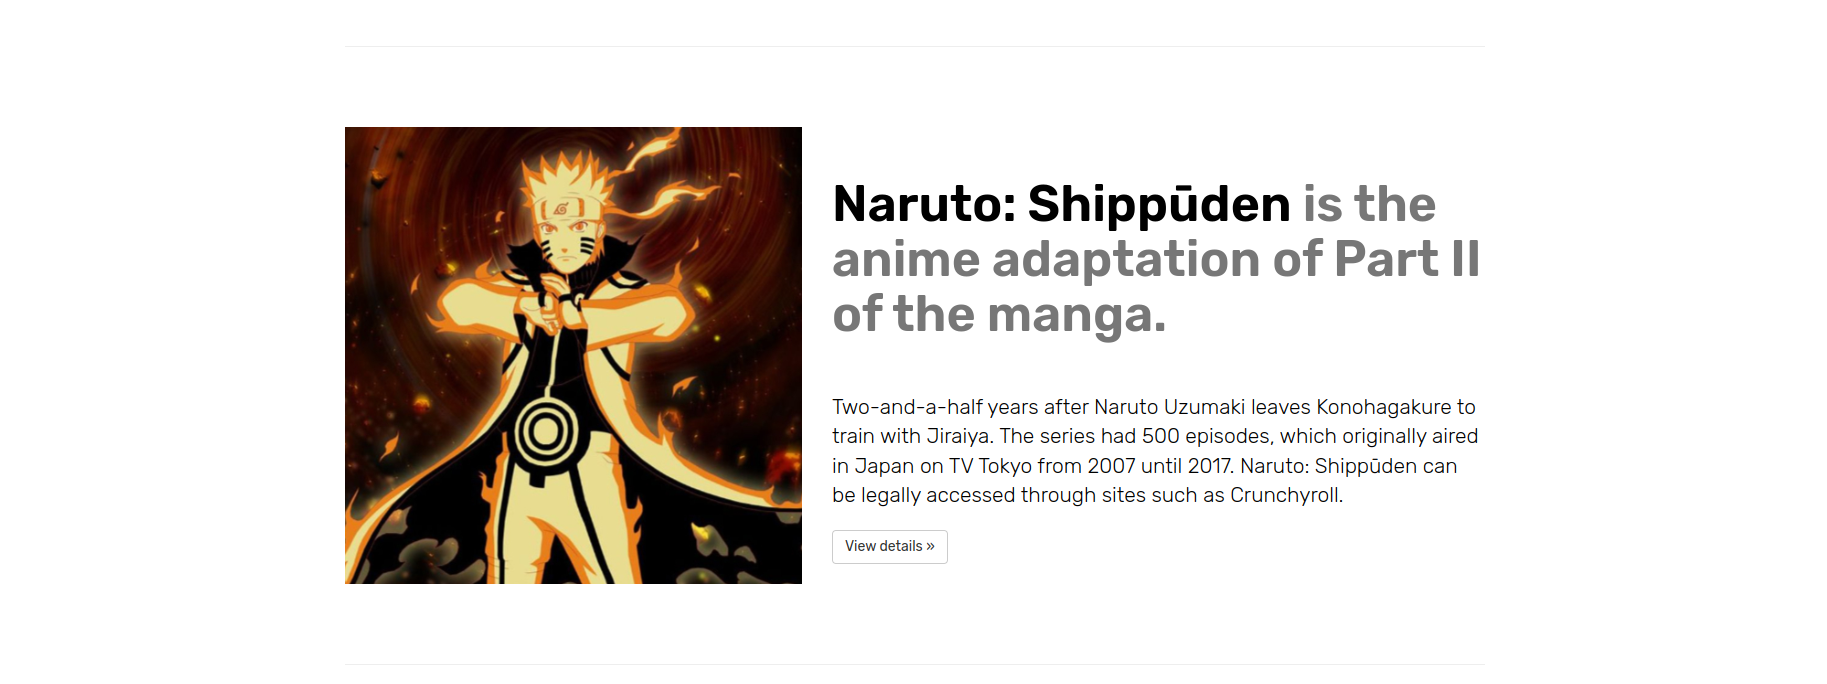 Naruto: Shippūden is the
anime adaptation of Part II
of the manga.
Two-and-a-half years after Naruto Uzumaki leaves Konohagakure to
train with Jiraiya. The series had 500 episodes, which originally aired
in Japan on TV Tokyo from 2007 until 2017. Naruto: Shippūden can
be legally accessed through sites such as Crunchyroll.
View details »